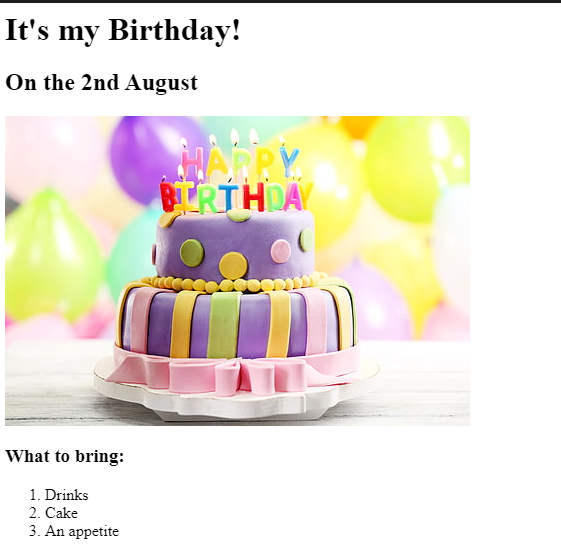 It's my Birthday!
On the 2nd August
HAPPY
BIRTHDAY
What to bring:
1. Drinks
2. Cake
3. An appetite